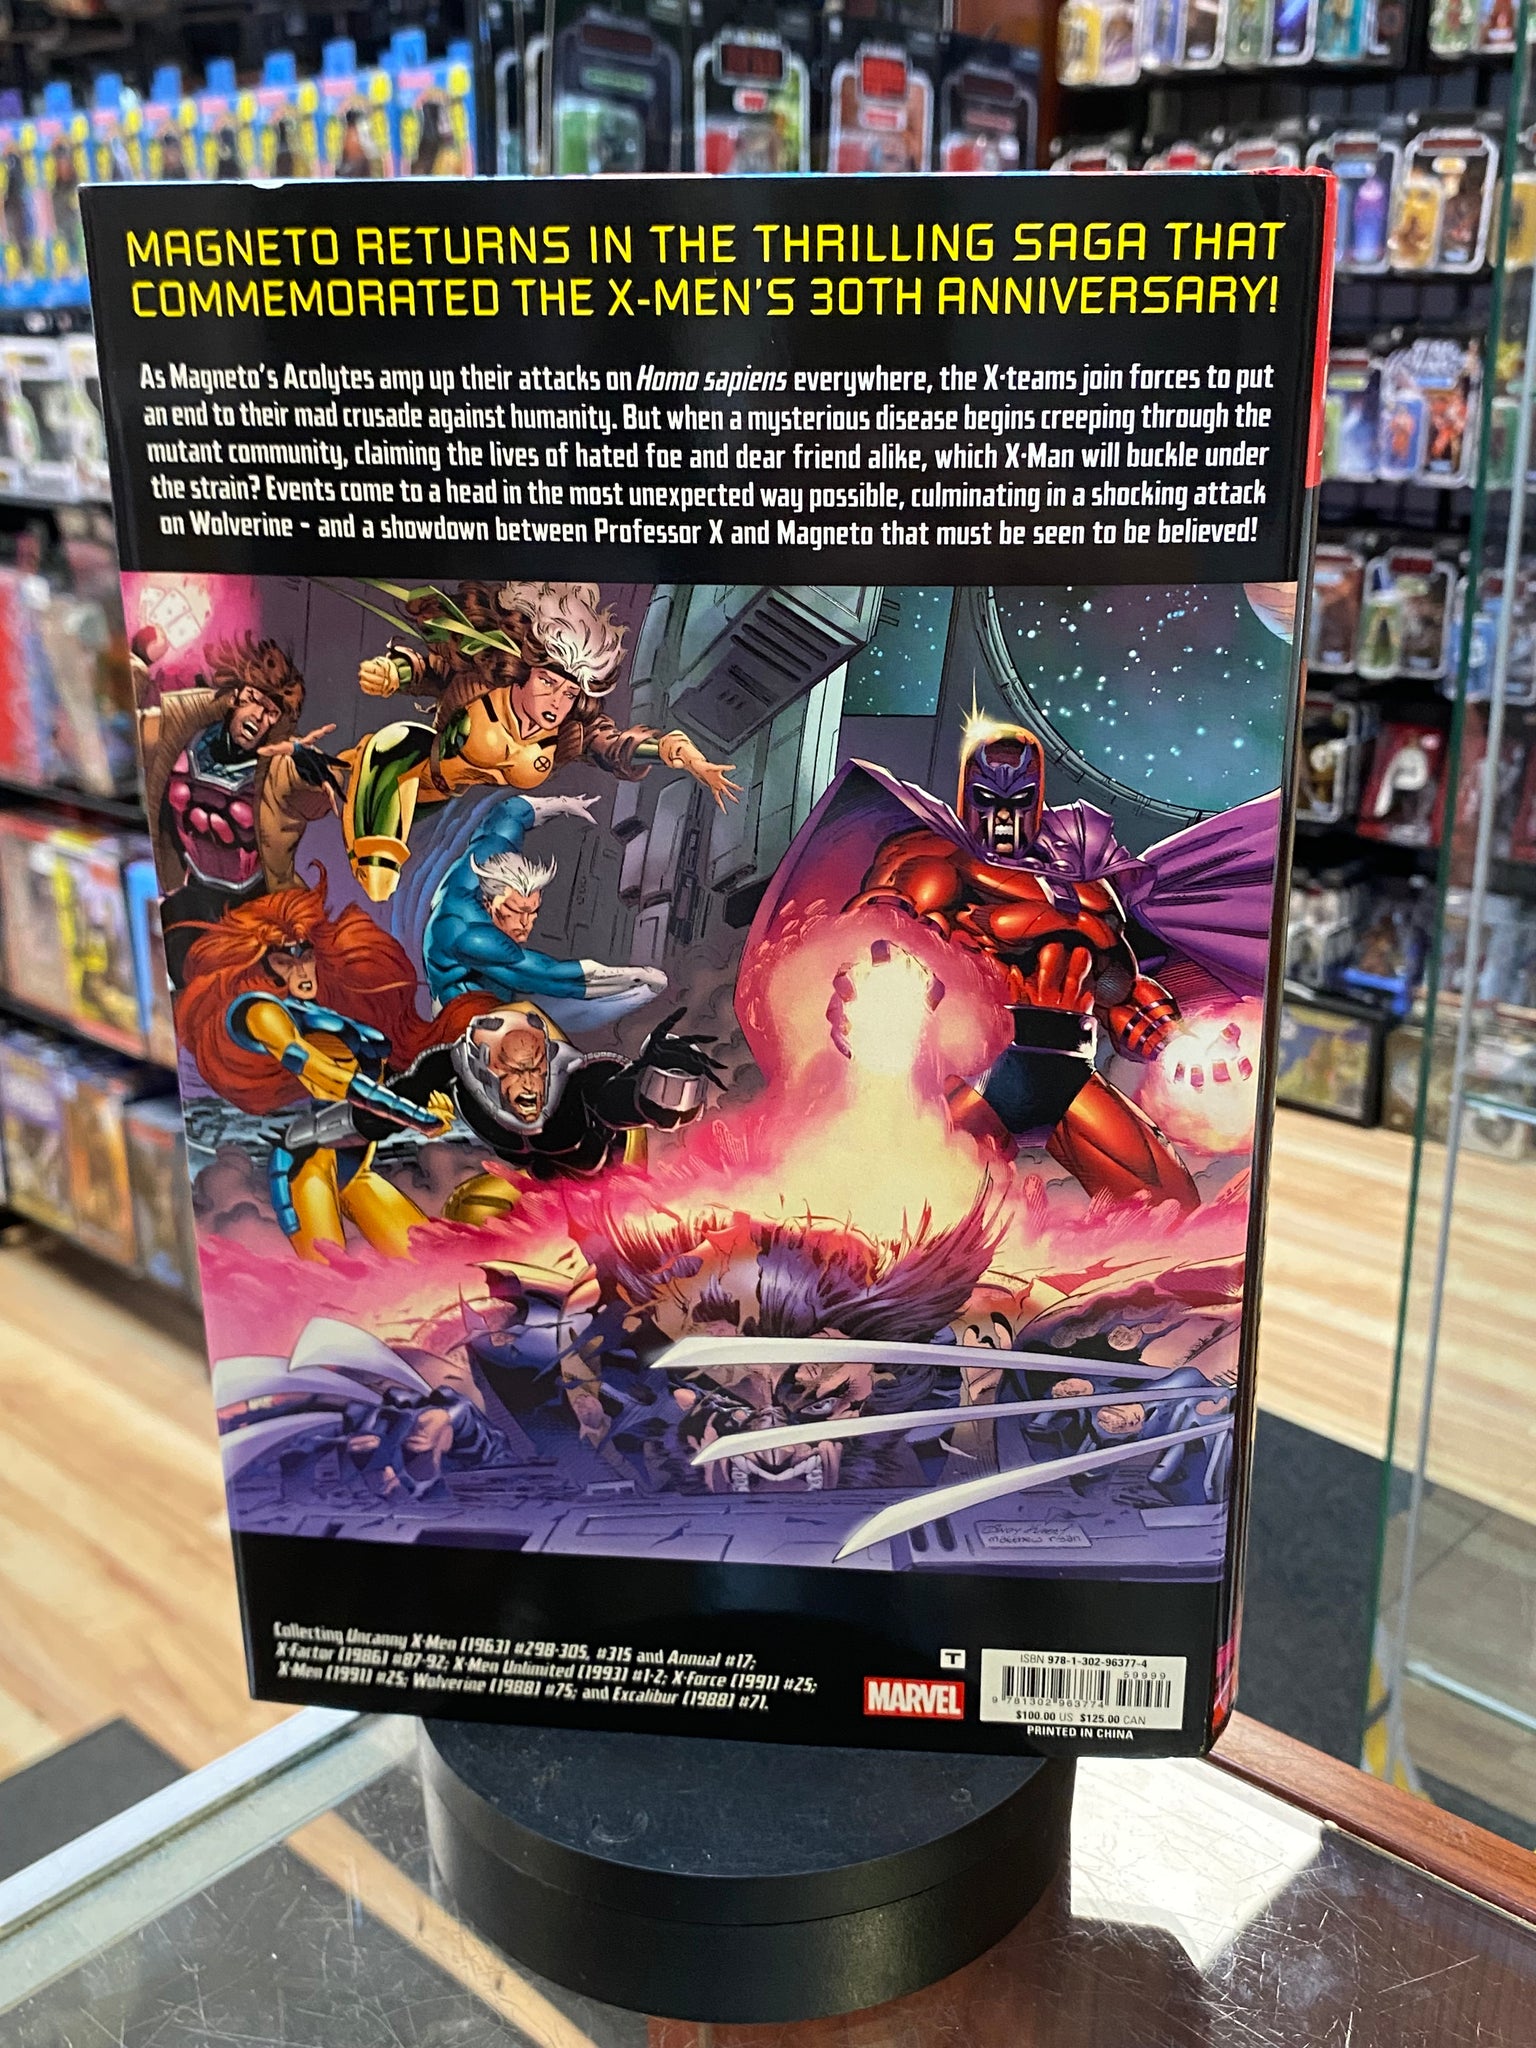 MAGNETO RETURNS IN THE THRILLING SAGA THAT
COMMEMORATED THE X-MEN'S 30TH ANNIVERSARY!
As Magneto's Acolytes amp up their attacks on Homo sapiens everywhere, the X-teams join forces to put
an end to their mad crusade against humanity. But when a mysterious disease begins creeping through the
mutant community, claiming the lives of hated foe and dear friend alike, which X-Man will buckle under
the strain? Events come to a head in the most unexpected way possible, culminating in a shocking attack
on Wolverine - and a showdown between Professor X and Magneto that must be seen to be believed!
Collecting Uncanny X-Men (1963) #298-305, #315 and Annual #17;
X-Factor (1986) #87-92; X-Men Unlimited (1993) #1-2; X-Force (1991) #25;
X-Men (1991) #25; Wolverine (1988) #75; and Excalibur (1988) #71.
T
MARVEL
ISBN 978-1-302-96377-4
59999
9 781302 963774
$100.00 US $125.00 CAN
PRINTED IN CHINA